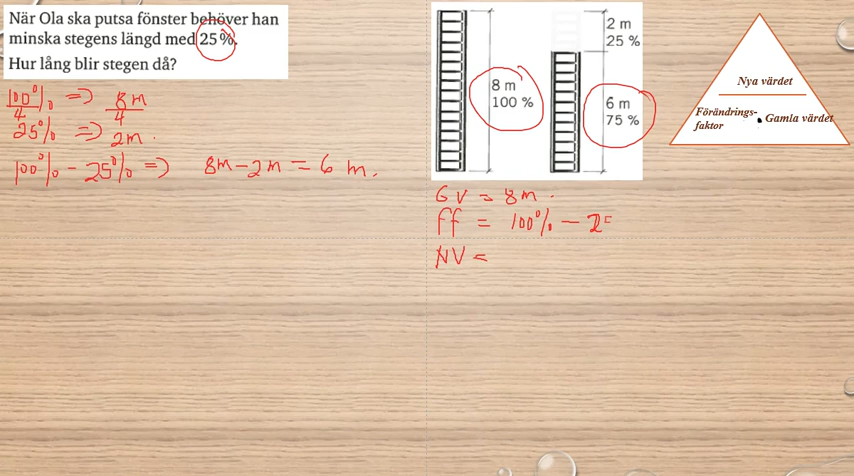 När Ola ska putsa fönster behöver han
minska stegens längd med 25 %.
Hur lång blir stegen då?
100% => 8m
4 4
25% => 2m.
100% - 25% => 8m - 2m = 6 m.
8 m
100 %
2 m
25 %
6 m
75 %
GV = 8m.
ff = 100% - 25
NV =
Nya värdet
Förändrings-
faktor
• Gamla värdet